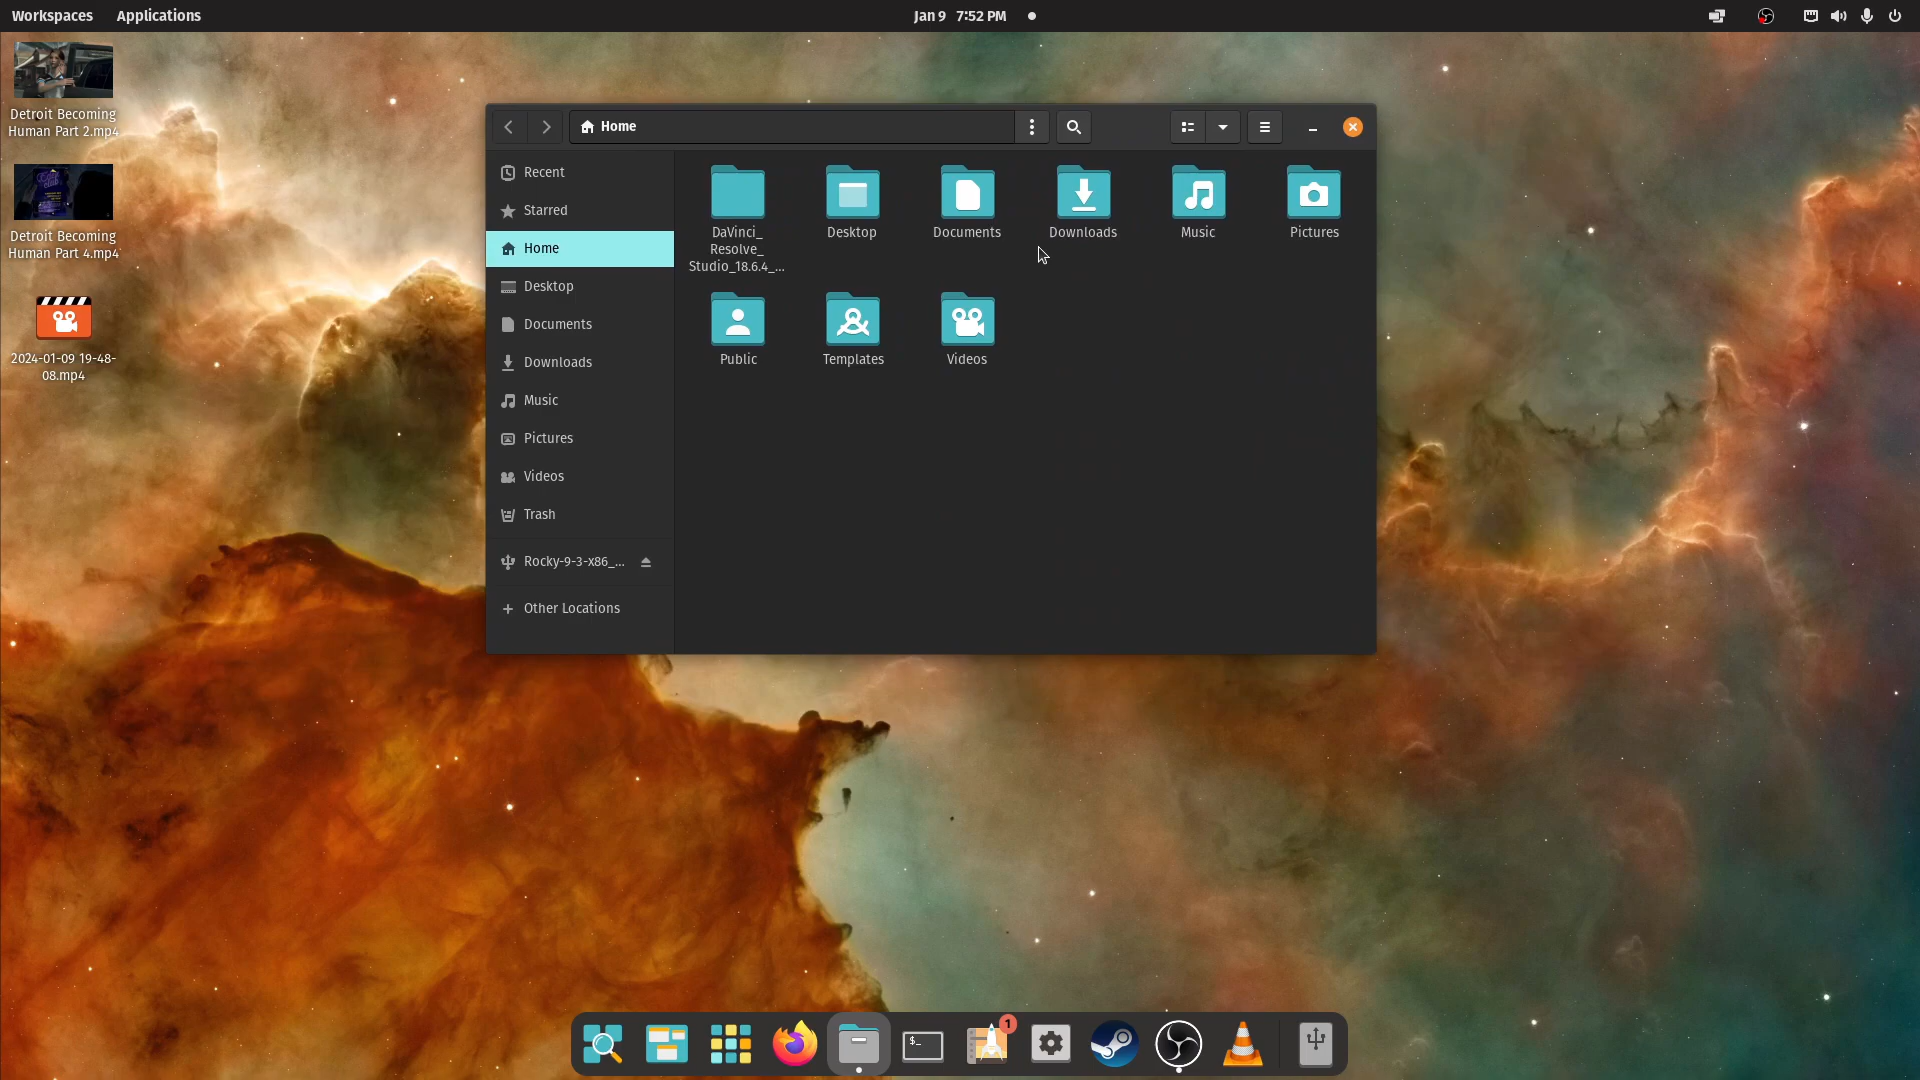 Workspaces Applications Jan 9 7:52 PM
Detroit Becoming
Human Part 2.mp4
Detroit Becoming
Human Part 4.mp4
2024-01-09 19-48-
08.mp4
Home
Recent
Starred
Home
Desktop
Documents
Downloads
Music
Pictures
Videos
Trash
Rocky-9-3-x86_...
Other Locations
DaVinci_
Resolve_
Studio_18.6.4_...
Desktop
Documents
Downloads
Music
Pictures
Public
Templates
Videos
$_
1